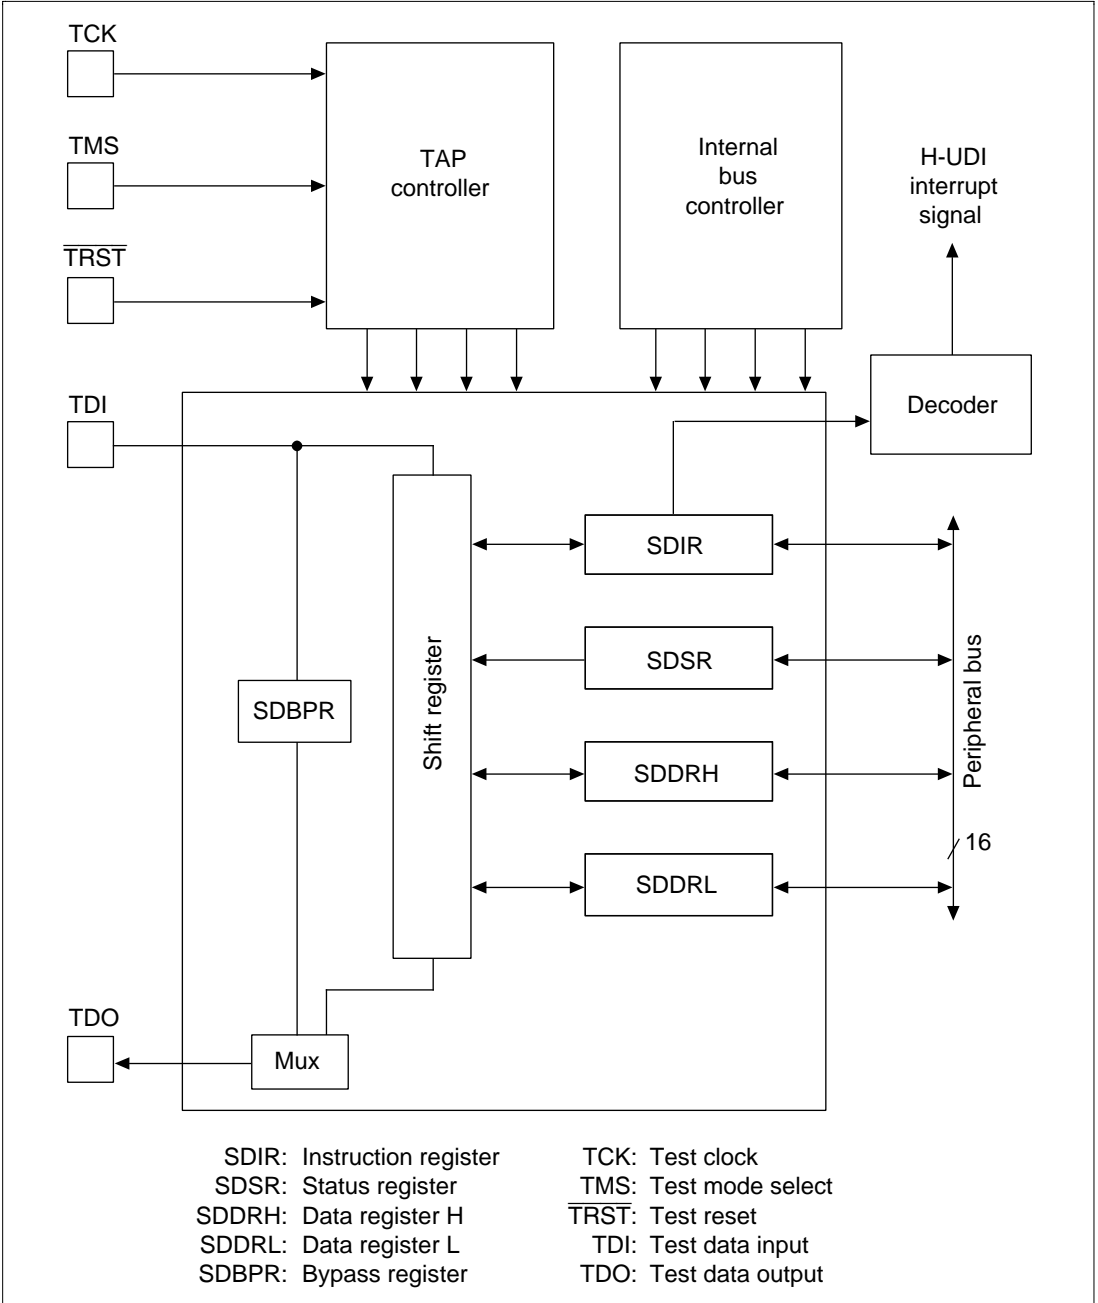 TCK
TMS
TRST
TDI
TDO
TAP
controller
Internal
bus
controller
H-UDI
interrupt
signal
Decoder
SDIR
SDSR
SDDRH
SDDRL
SDBPR
Shift register
Peripheral bus
16
Mux
SDIR: Instruction register
SDSR: Status register
SDDRH: Data register H
SDDRL: Data register L
SDBPR: Bypass register
TCK: Test clock
TMS: Test mode select
TRST: Test reset
TDI: Test data input
TDO: Test data output